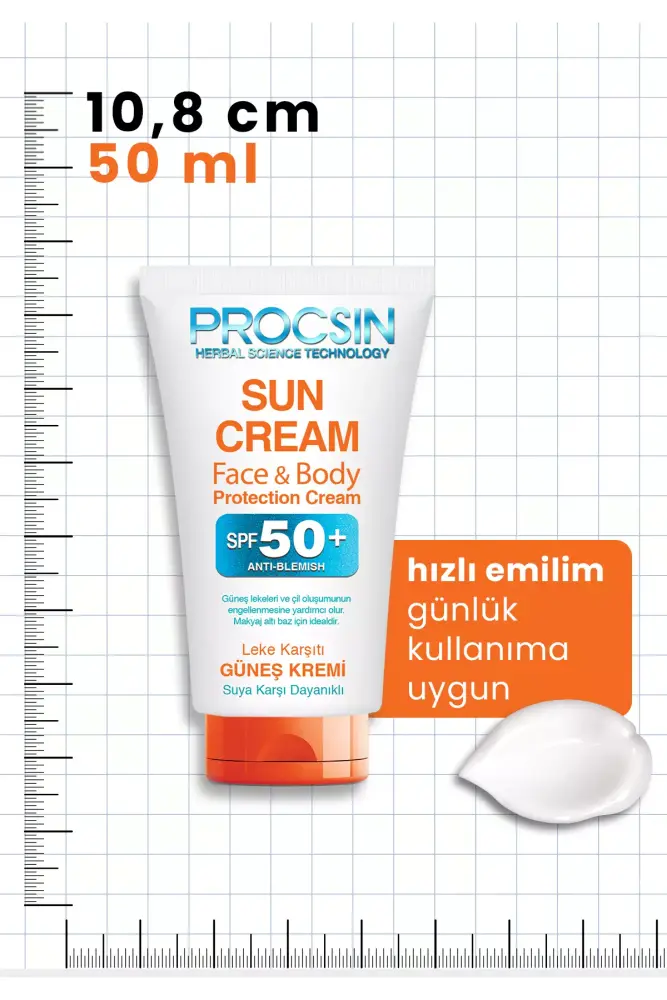 10,8 cm
50 ml
PROCSIN
HERBAL SCIENCE TECHNOLOGY
SUN
CREAM
Face & Body
Protection Cream
SPF 50+
ANTI-BLEMISH
Güneş lekeleri ve çil oluşumunun
engellenmesine yardımcı olur.
Makyaj altı baz için idealdir.
Leke Karşıtı
GÜNEŞ KREMİ
Suya Karşı Dayanıklı
hızlı emilim
günlük
kullanıma
uygun